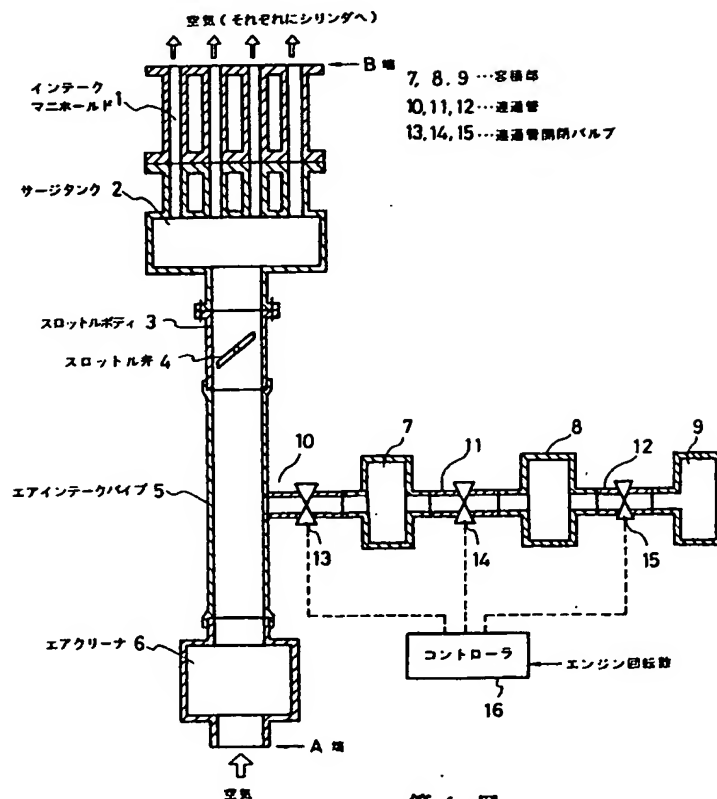 空気(それぞれにシリンダへ)
B 端
インテーク
マニホールド 1
7, 8, 9 …容積部
10, 11, 12 …連通管
13, 14, 15 …連通管開閉バルブ
サージタンク 2
スロットルボディ 3
スロットル弁 4
エアインテークパイプ 5
10
7
11
8
12
9
13
14
15
エアクリーナ 6
コントローラ
エンジン回転数
16
A 端
空気